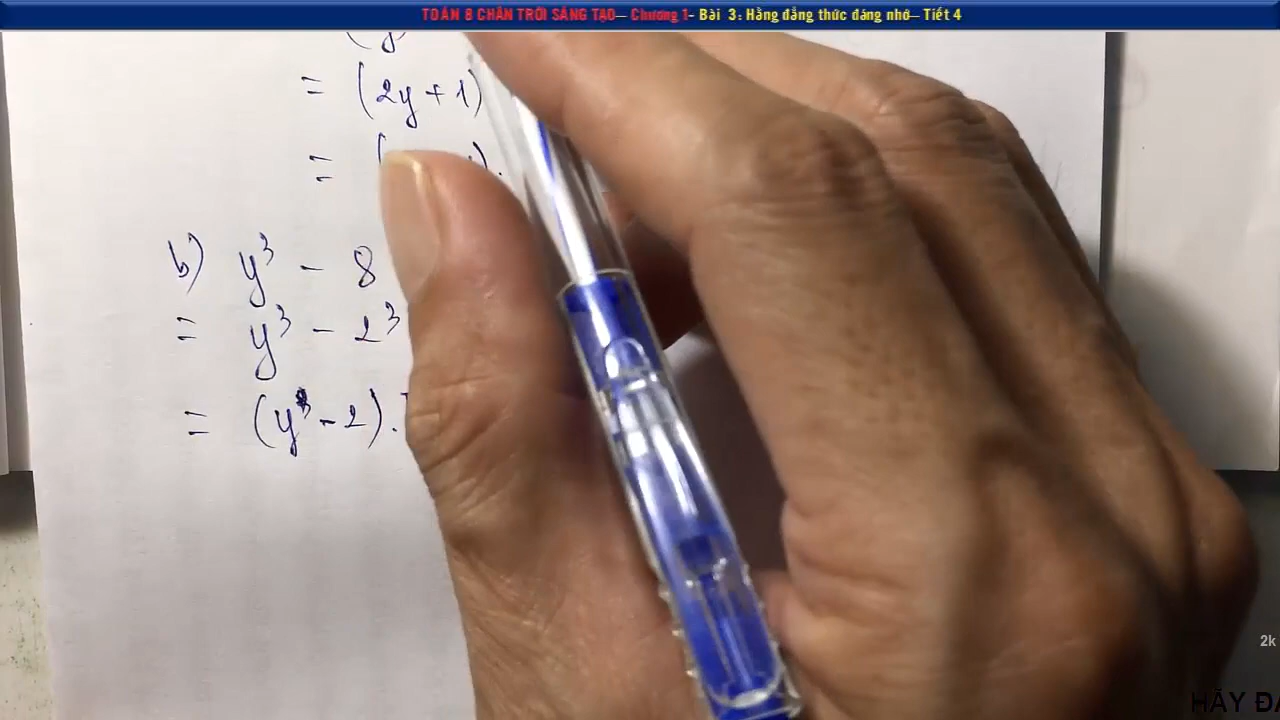 TOÁN 8 CHÂN TRỜI SÁNG TẠO– Chương 1- Bài 3: Hằng đẳng thức đáng nhớ– Tiết 4
= (2y + 1)
=
b) y³ - 8
= y³ - 2³
= (y - 2).
2k
HÃY